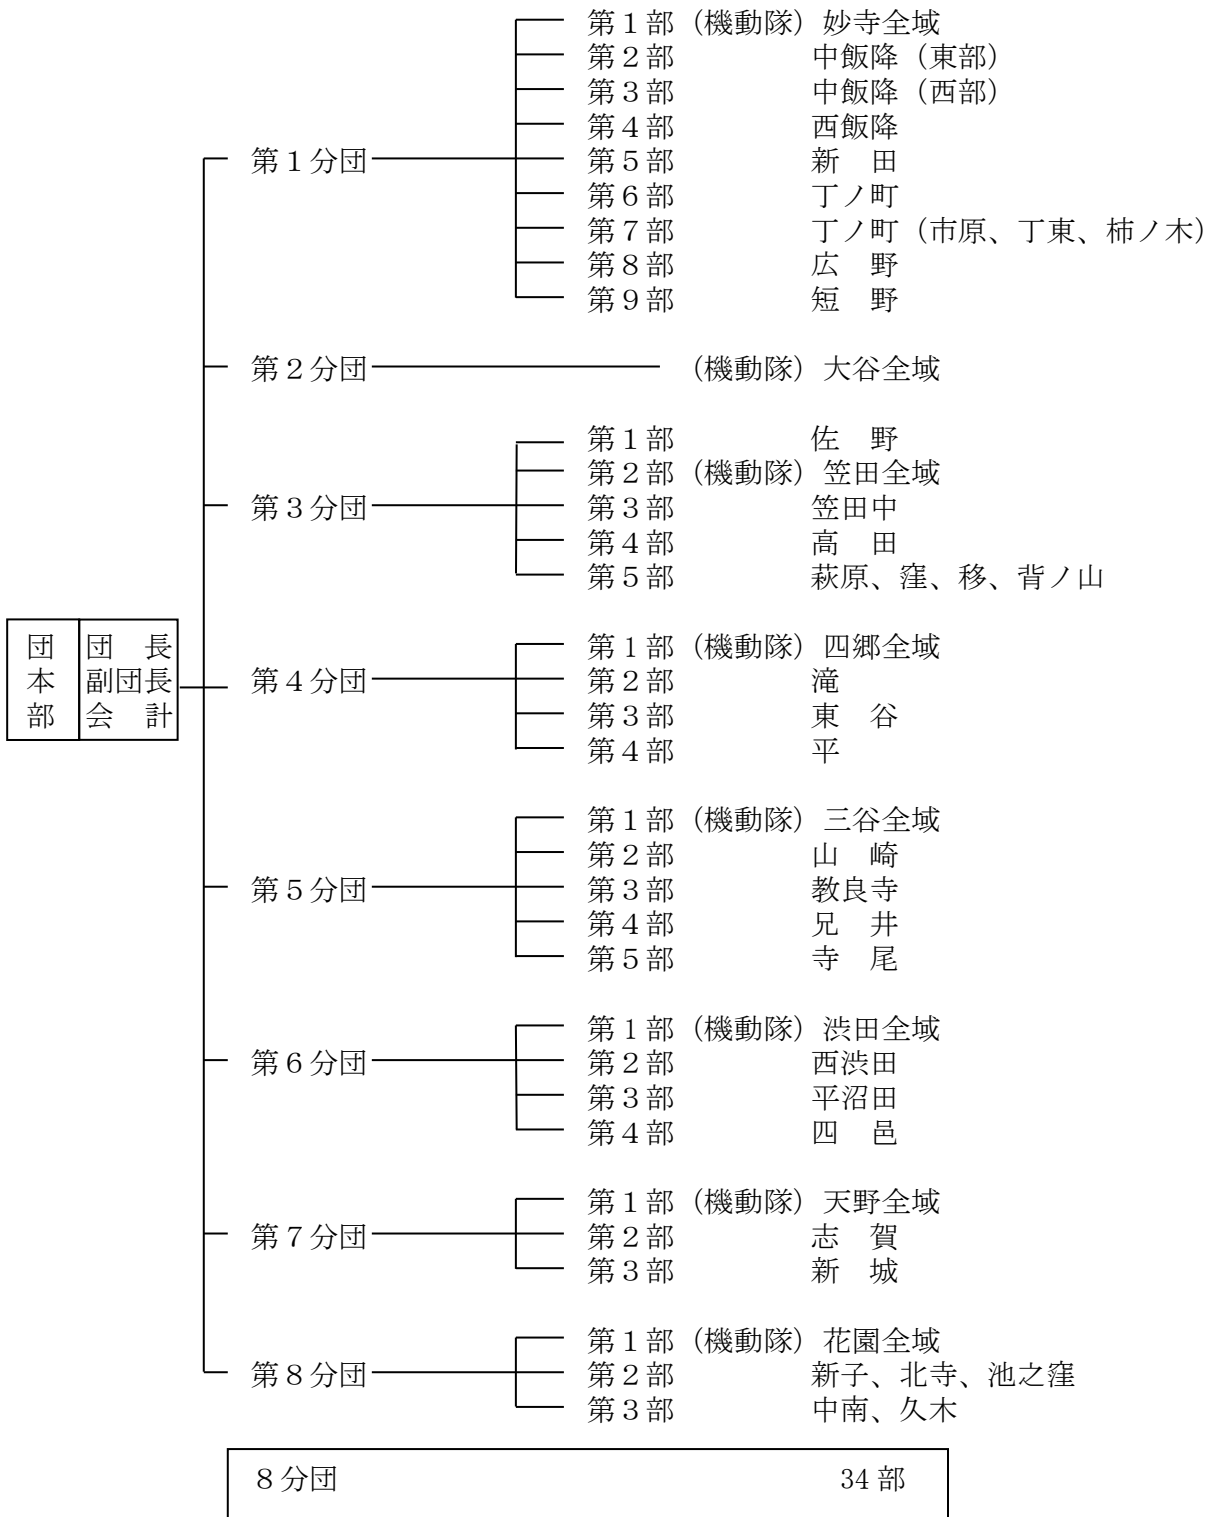 第１部（機動隊）妙寺全域
第２部　中飯降（東部）
第３部　中飯降（西部）
第４部　西飯降
第１分団　第５部　新　田
第６部　丁ノ町
第７部　丁ノ町（市原、丁東、柿ノ木）
第８部　広　野
第９部　短　野
第２分団　（機動隊）大谷全域
第１部　佐　野
第２部（機動隊）笠田全域
第３分団　第３部　笠田中
第４部　高　田
第５部　萩原、窪、移、背ノ山
団本部　団　長
副団長
会　計
第１部（機動隊）四郷全域
第４分団　第２部　滝
第３部　東　谷
第４部　平
第１部（機動隊）三谷全域
第２部　山　崎
第５分団　第３部　教良寺
第４部　兄　井
第５部　寺　尾
第１部（機動隊）渋田全域
第６分団　第２部　西渋田
第３部　平沼田
第４部　四　邑
第１部（機動隊）天野全域
第７分団　第２部　志　賀
第３部　新　城
第１部（機動隊）花園全域
第８分団　第２部　新子、北寺、池之窪
第３部　中南、久木
８分団　34部